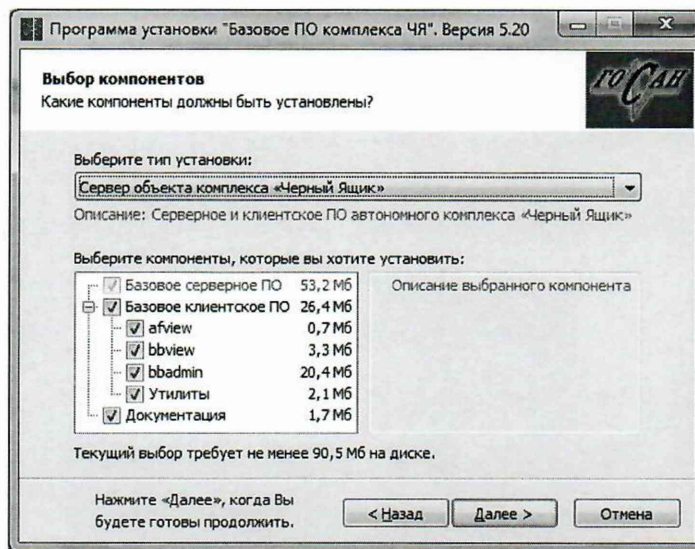 Программа установки "Базовое ПО комплекса ЧЯ". Версия 5.20
Выбор компонентов
Какие компоненты должны быть установлены?
ГОСАН
Выберите тип установки:
Сервер объекта комплекса «Черный Ящик»
Описание: Серверное и клиентское ПО автономного комплекса «Черный Ящик»
Выберите компоненты, которые вы хотите установить:
Базовое серверное ПО 53,2 Мб
Базовое клиентское ПО 26,4 Мб
afview 0,7 Мб
bbview 3,3 Мб
bbadmin 20,4 Мб
Утилиты 2,1 Мб
Документация 1,7 Мб
Описание выбранного компонента
Текущий выбор требует не менее 90,5 Мб на диске.
Нажмите «Далее», когда Вы
будете готовы продолжить.
< Назад
Далее >
Отмена